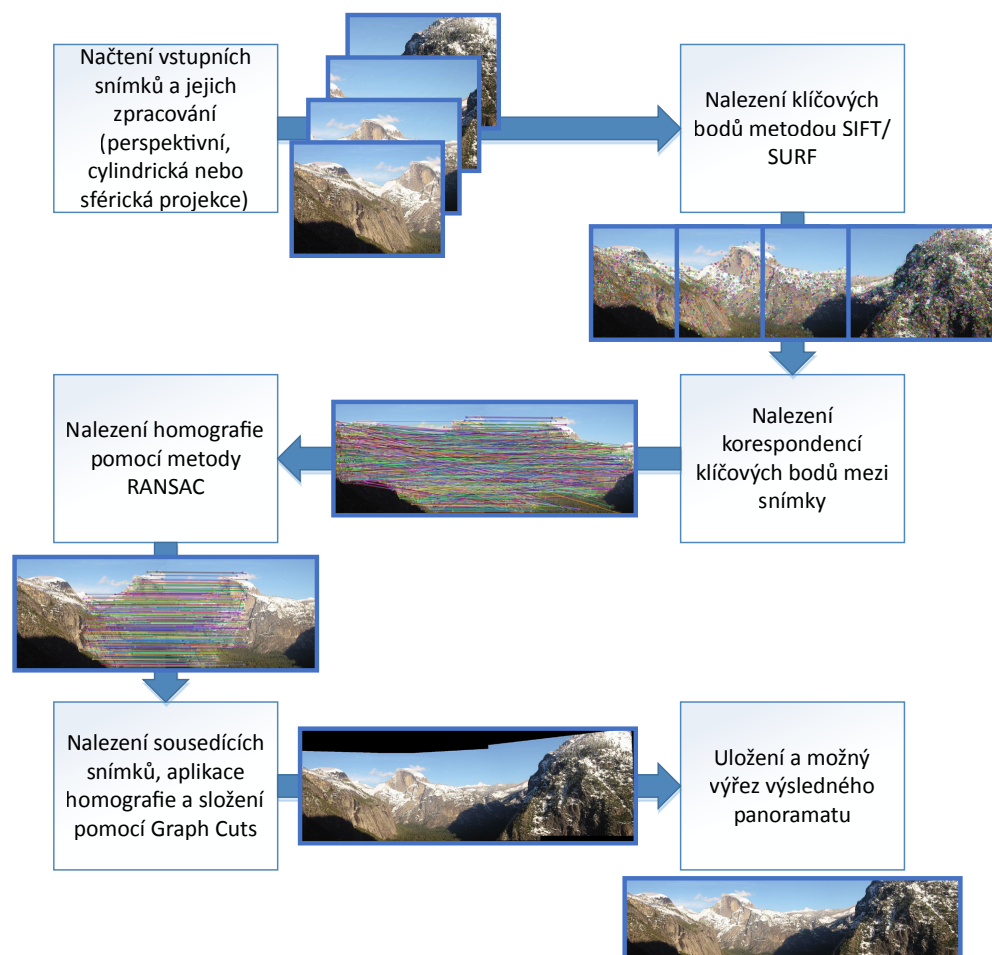 Načtení vstupních
snímků a jejich
zpracování
(perspektivní,
cylindrická nebo
sférická projekce)
Nalezení klíčových
bodů metodou SIFT/
SURF
Nalezení
korespondencí
klíčových bodů mezi
snímky
Nalezení homografie
pomocí metody
RANSAC
Nalezení sousedících
snímků, aplikace
homografie a složení
pomocí Graph Cuts
Uložení a možný
výřez výsledného
panoramatu